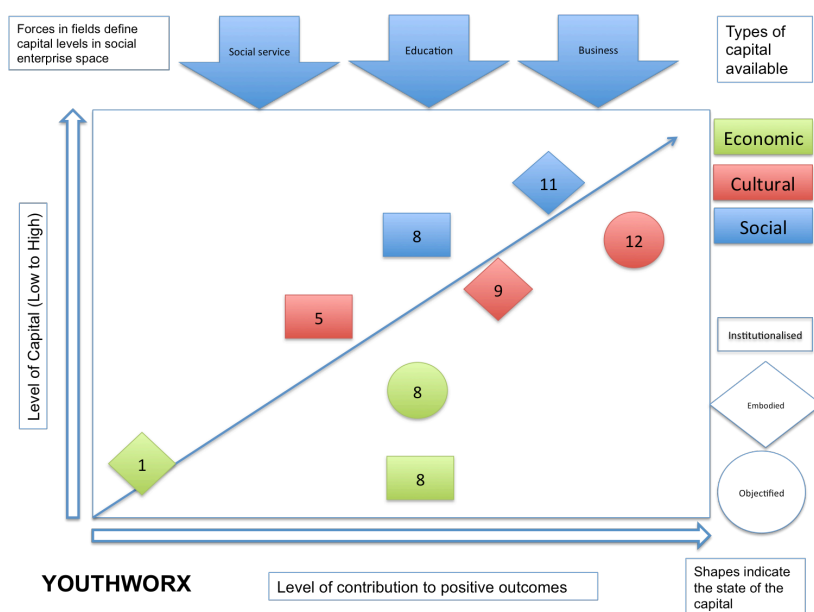 Forces in fields define
capital levels in social
enterprise space
Social service
Education
Business
Types of
capital
available
Economic
Cultural
Social
Level of Capital (Low to High)
11
8
12
9
5
8
1
8
Institutionalised
Embodied
Objectified
YOUTHWORX
Level of contribution to positive outcomes
Shapes indicate
the state of the
capital